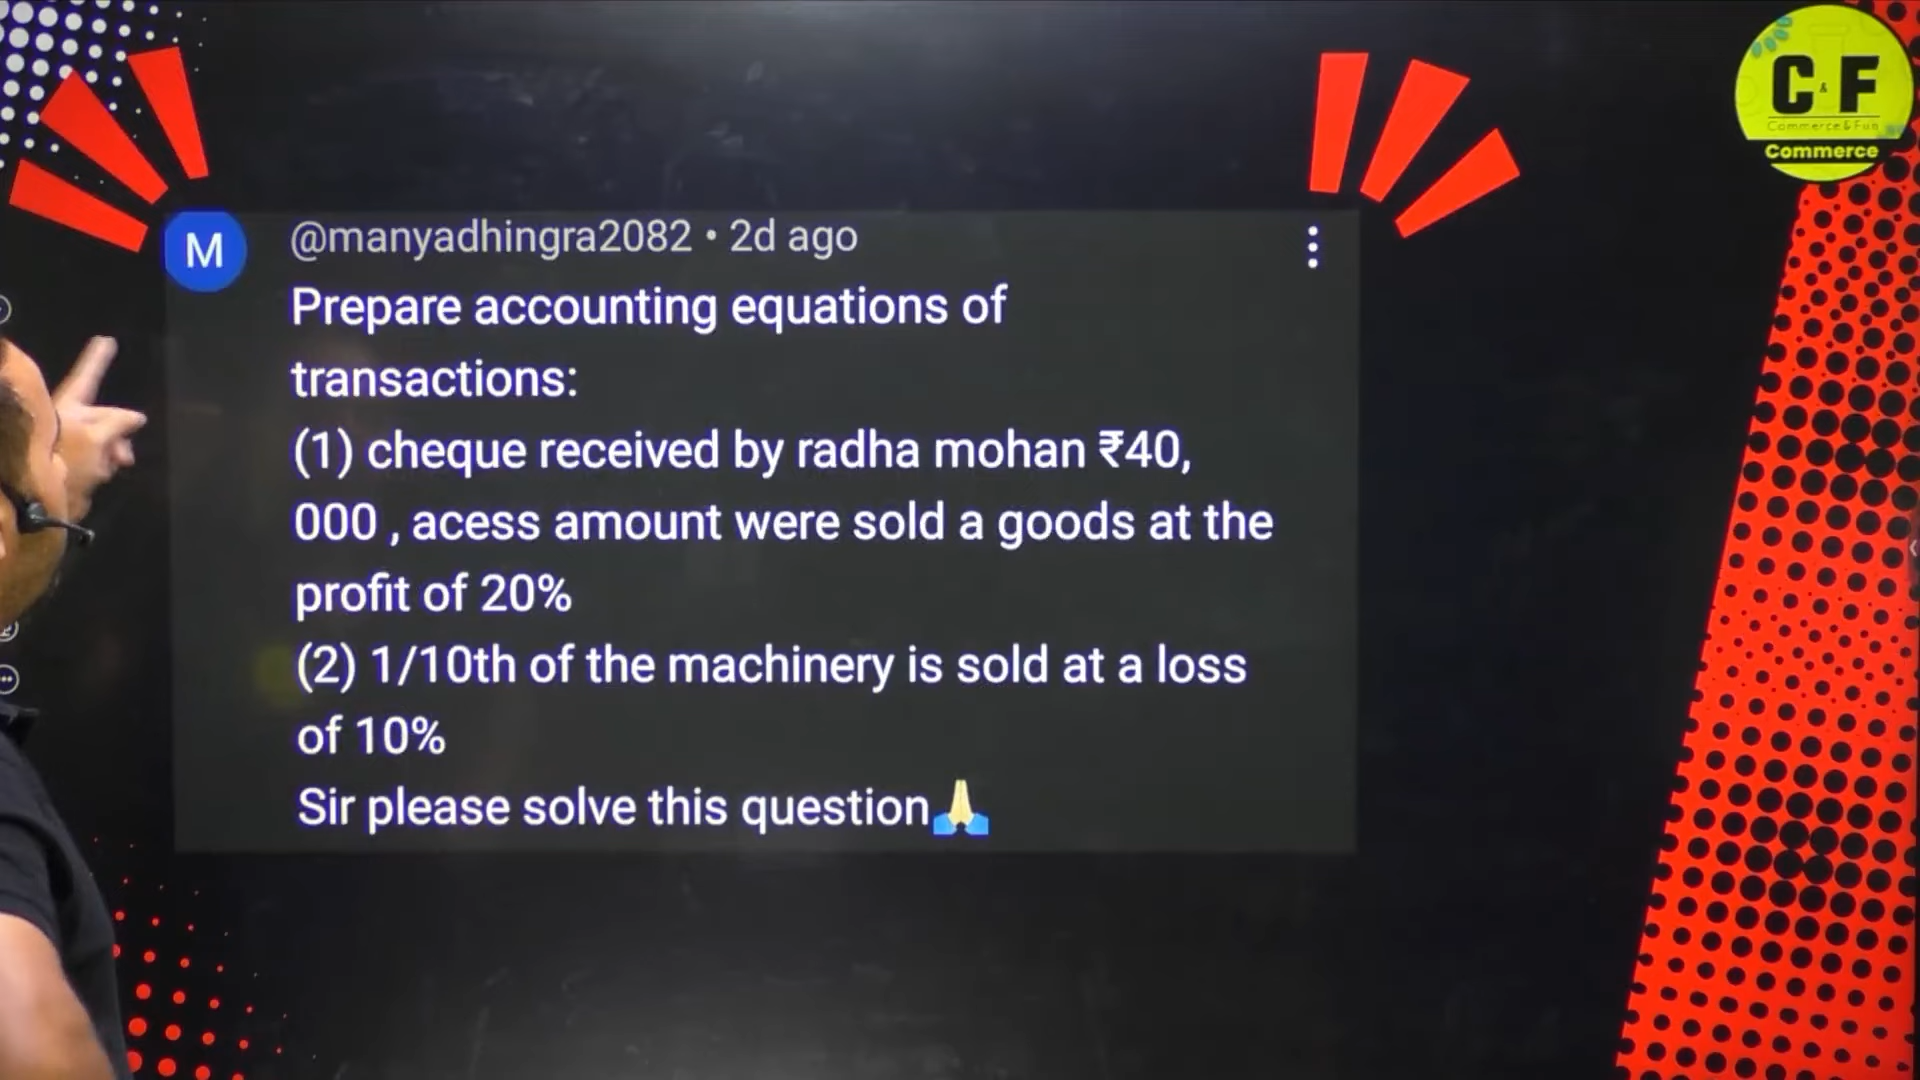 C & F
Commerce & Fun
Commerce
M
@manyadhingra2082 • 2d ago
Prepare accounting equations of
transactions:
(1) cheque received by radha mohan ₹40,
000 , acess amount were sold a goods at the
profit of 20%
(2) 1/10th of the machinery is sold at a loss
of 10%
Sir please solve this question🙏